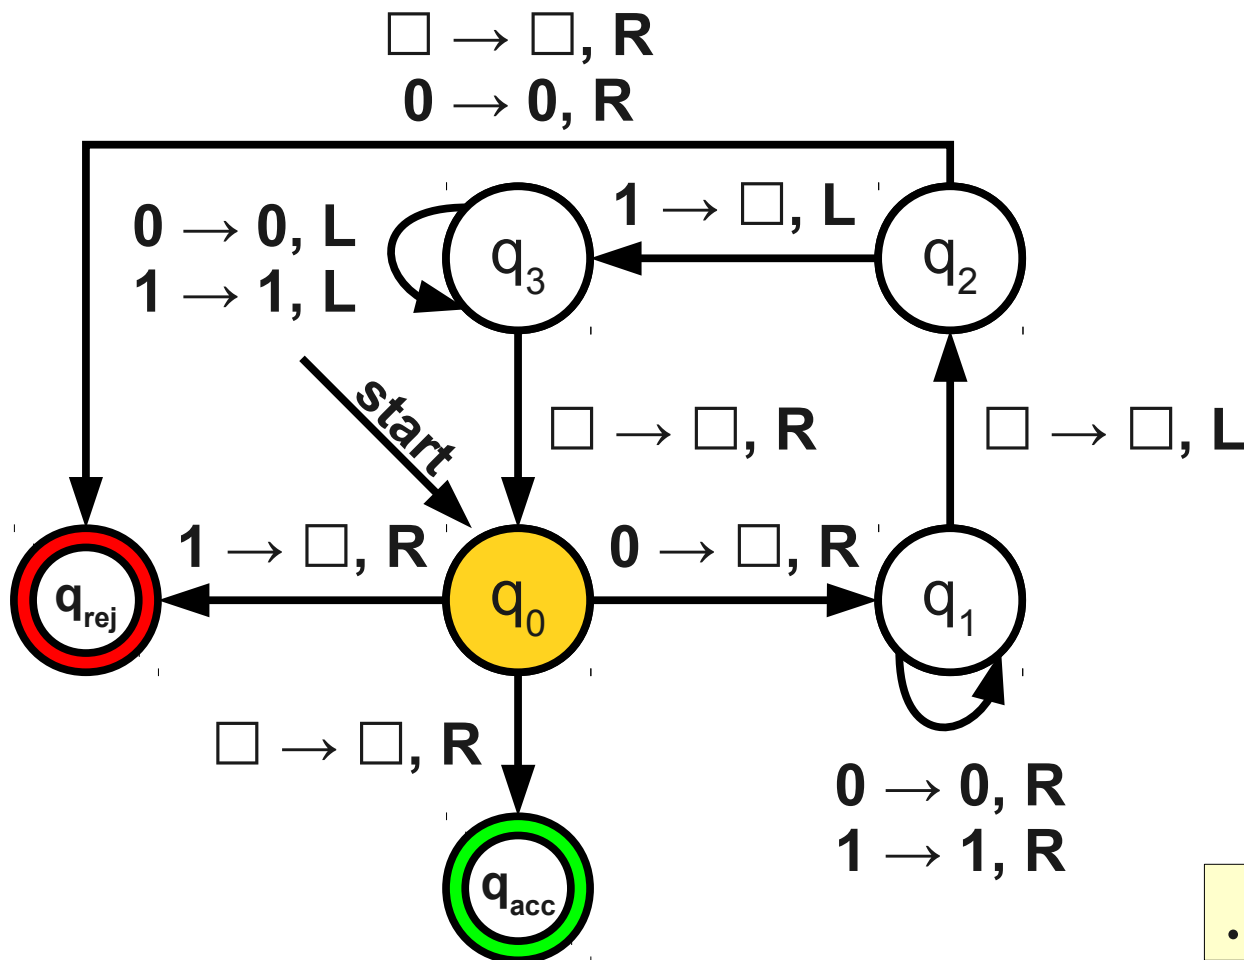 □ → □, R
0 → 0, R
0 → 0, L
1 → 1, L
q3
1 → □, L
q2
start
□ → □, R
□ → □, L
qrej
1 → □, R
q0
0 → □, R
q1
□ → □, R
0 → 0, R
1 → 1, R
qacc
.